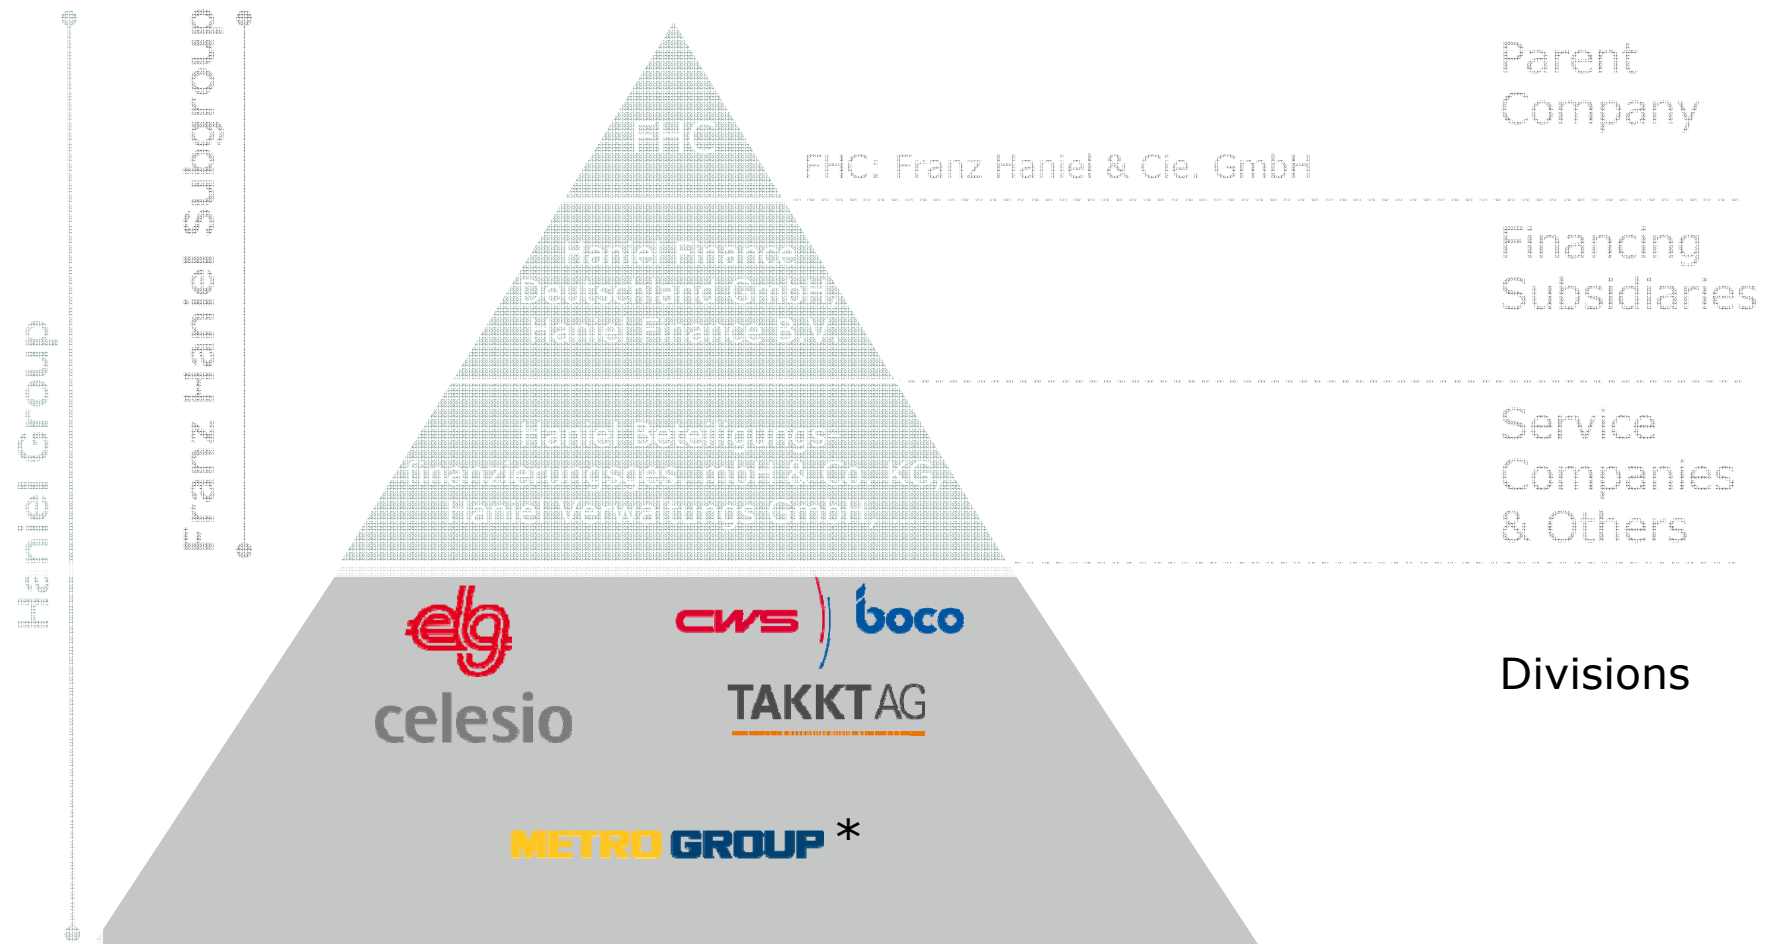 Haniel Group
Franz Haniel Subgroup
FHC
Parent
Company
FHC: Franz Haniel & Cie. GmbH
Haniel Finance
Deutschland GmbH,
Haniel Finance B.V.
Financing
Subsidiaries
Haniel Beteiligungs-
finanzierungsges.mbH & Co. KG,
Haniel Verwaltungs GmbH,
Service
Companies
& Others
elg
CWS boco
celesio
TAKKT AG
METRO GROUP *
Divisions